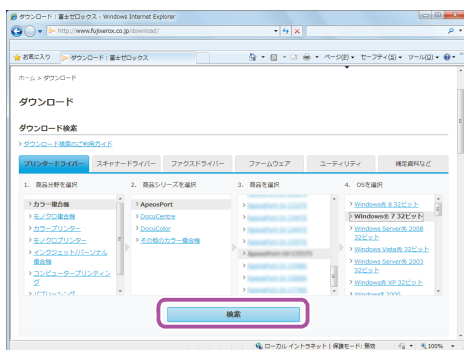 ダウンロード : 富士ゼロックス - Windows Internet Explorer
http://www.fujixerox.co.jp/download/
お気に入り
ダウンロード : 富士ゼロックス
ページ(P)
セーフティ(S)
ツール(O)
ホーム > ダウンロード
ダウンロード
ダウンロード検索
> ダウンロード検索のご利用ガイド
プリンタードライバー
スキャナードライバー
ファクスドライバー
ファームウェア
ユーティリティ
補足資料など
1. 商品分野を選択
2. 商品シリーズを選択
3. 商品を選択
4. OSを選択
> カラー複合機
> モノクロ複合機
> カラープリンター
> モノクロプリンター
> インクジェット/パーソナル
複合機
> コンピュータープリンティン
グ
> パブリッシング
> ApeosPort
> DocuCentre
> DocuColor
> その他のカラー複合機
> Windows® 8 32ビット
> Windows® 7 32ビット
> Windows Server® 2008
32ビット
> Windows Vista® 32ビット
> Windows Server® 2003
32ビット
> Windows® XP 32ビット
> Windows® 2000
検索
ローカル イントラネット | 保護モード: 無効
100%